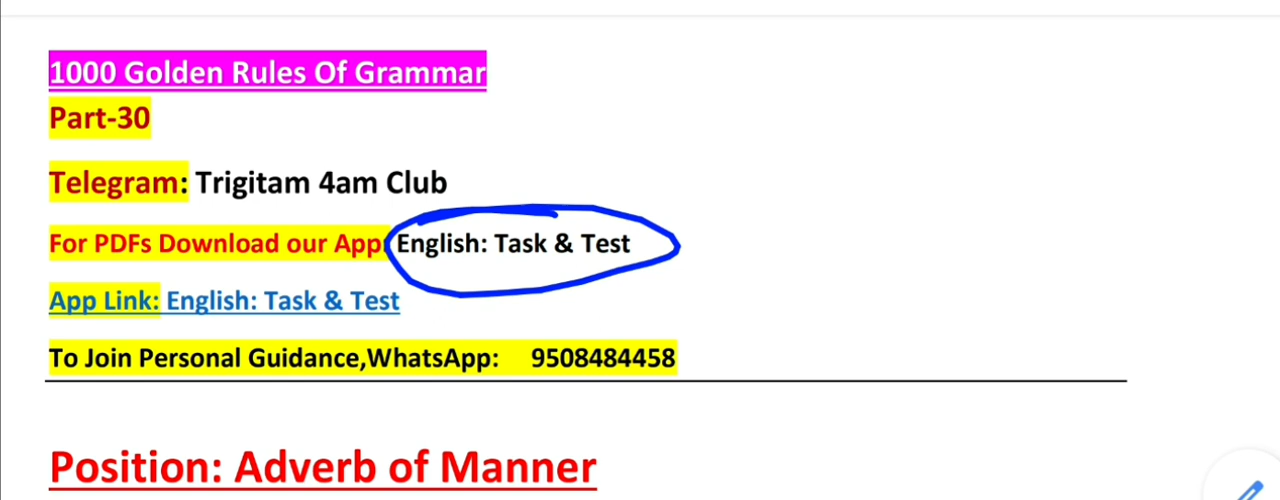 1000 Golden Rules Of Grammar
Part-30
Telegram: Trigitam 4am Club
For PDFs Download our App: English: Task & Test
App Link: English: Task & Test
To Join Personal Guidance,WhatsApp: 9508484458
Position: Adverb of Manner